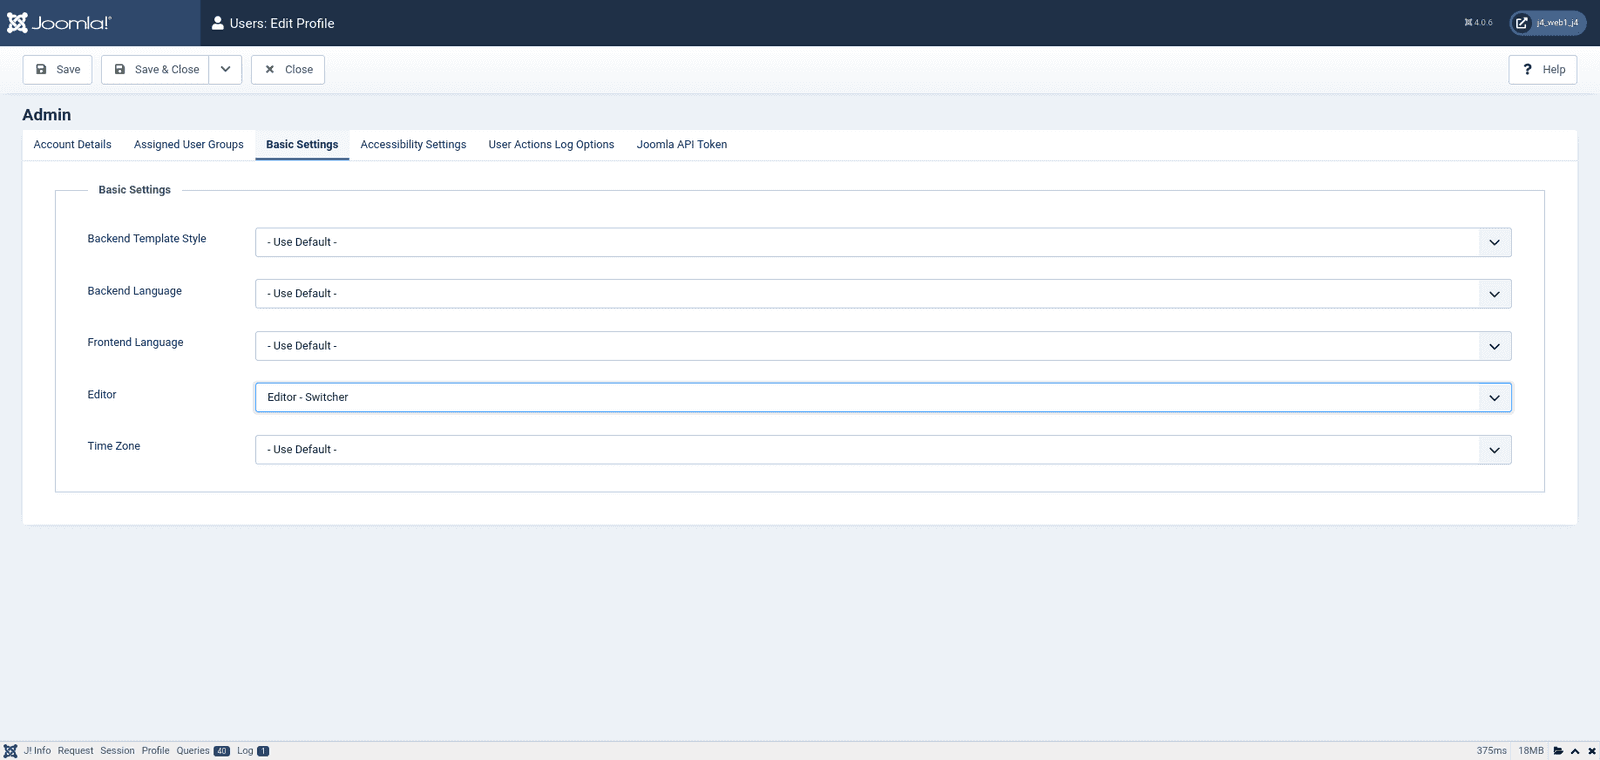 Joomla!® Users: Edit Profile 4.0.6 j4_web1_j4
Save Save & Close Close ? Help
Admin
Account Details Assigned User Groups Basic Settings Accessibility Settings User Actions Log Options Joomla API Token
Basic Settings
Backend Template Style - Use Default -
Backend Language - Use Default -
Frontend Language - Use Default -
Editor Editor - Switcher
Time Zone - Use Default -
J! Info Request Session Profile Queries 40 Log 1 375ms 18MB